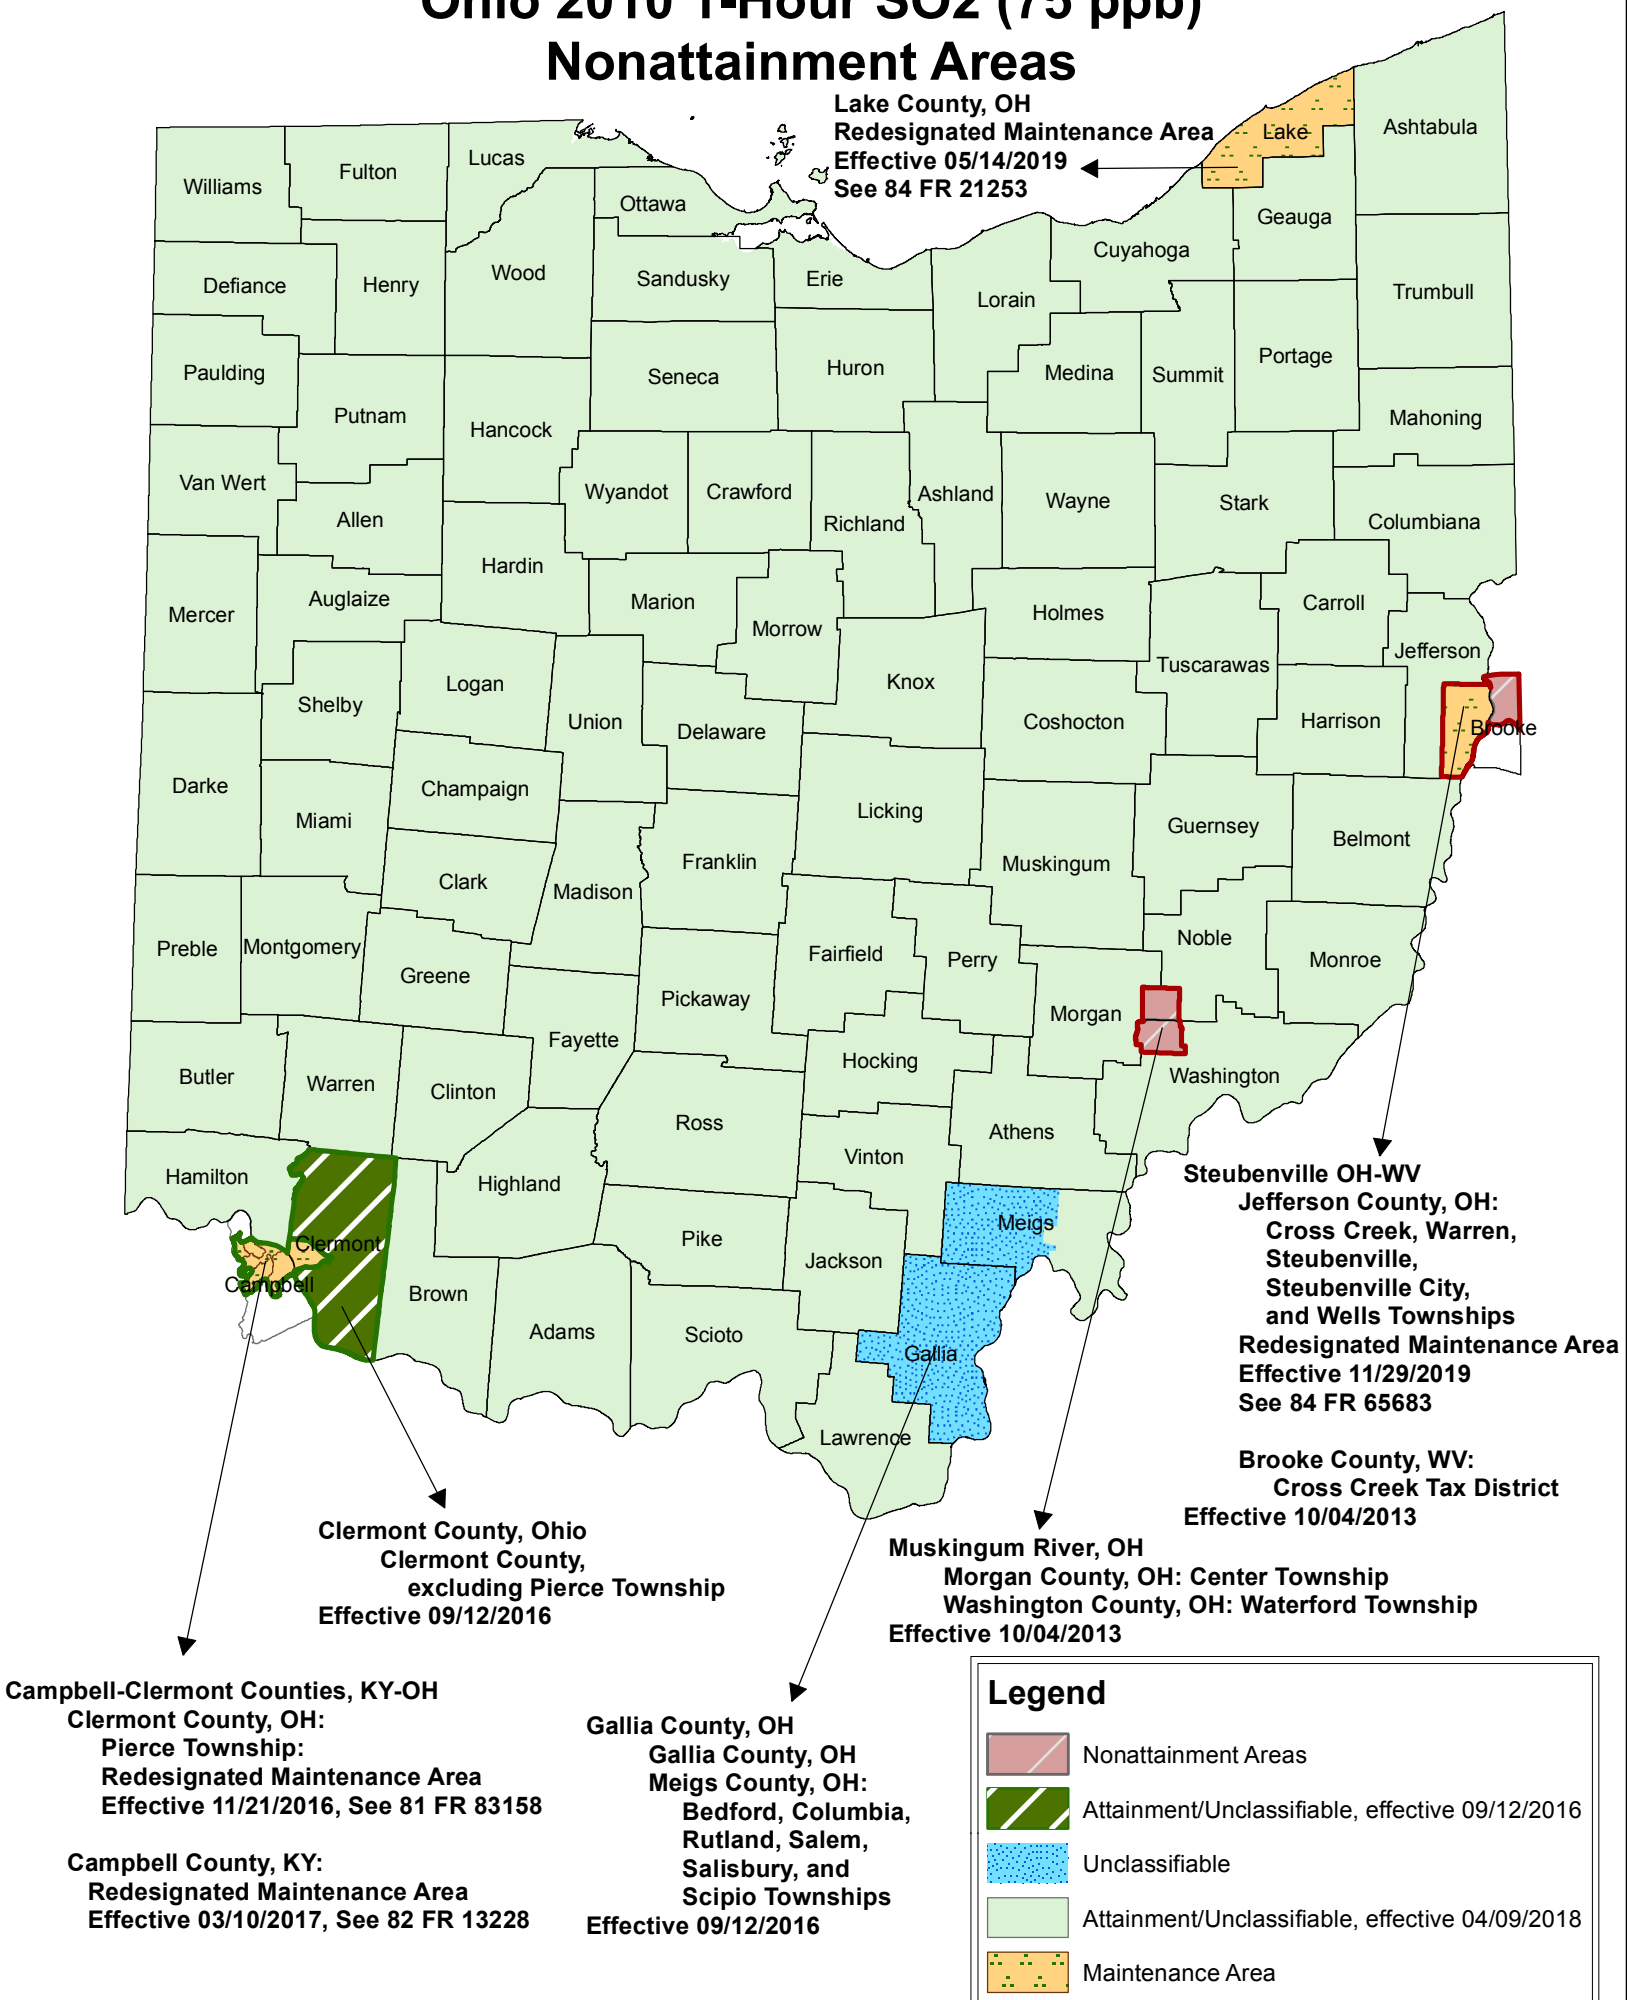 Ohio 2010 1-Hour SO2 (75 ppb)
Nonattainment Areas
Lake County, OH
Redesignated Maintenance Area
Effective 05/14/2019
See 84 FR 21253
Lake
Ashtabula
Williams
Fulton
Lucas
Ottawa
Geauga
Cuyahoga
Defiance
Henry
Wood
Sandusky
Erie
Lorain
Trumbull
Paulding
Putnam
Hancock
Seneca
Huron
Medina
Summit
Portage
Mahoning
Van Wert
Allen
Wyandot
Crawford
Richland
Ashland
Wayne
Stark
Columbiana
Mercer
Auglaize
Hardin
Marion
Morrow
Holmes
Tuscarawas
Carroll
Jefferson
Shelby
Logan
Union
Delaware
Knox
Coshocton
Harrison
Brooke
Darke
Miami
Champaign
Clark
Madison
Franklin
Licking
Muskingum
Guernsey
Belmont
Preble
Montgomery
Greene
Fayette
Pickaway
Fairfield
Perry
Morgan
Noble
Monroe
Butler
Warren
Clinton
Ross
Hocking
Athens
Washington
Hamilton
Clermont
Campbell
Highland
Brown
Adams
Pike
Scioto
Vinton
Jackson
Meigs
Gallia
Lawrence
Steubenville OH-WV
Jefferson County, OH:
Cross Creek, Warren,
Steubenville,
Steubenville City,
and Wells Townships
Redesignated Maintenance Area
Effective 11/29/2019
See 84 FR 65683
Brooke County, WV:
Cross Creek Tax District
Effective 10/04/2013
Clermont County, Ohio
Clermont County,
excluding Pierce Township
Effective 09/12/2016
Muskingum River, OH
Morgan County, OH: Center Township
Washington County, OH: Waterford Township
Effective 10/04/2013
Campbell-Clermont Counties, KY-OH
Clermont County, OH:
Pierce Township:
Redesignated Maintenance Area
Effective 11/21/2016, See 81 FR 83158
Campbell County, KY:
Redesignated Maintenance Area
Effective 03/10/2017, See 82 FR 13228
Gallia County, OH
Gallia County, OH
Meigs County, OH:
Bedford, Columbia,
Rutland, Salem,
Salisbury, and
Scipio Townships
Effective 09/12/2016
Legend
Nonattainment Areas
Attainment/Unclassifiable, effective 09/12/2016
Unclassifiable
Attainment/Unclassifiable, effective 04/09/2018
Maintenance Area